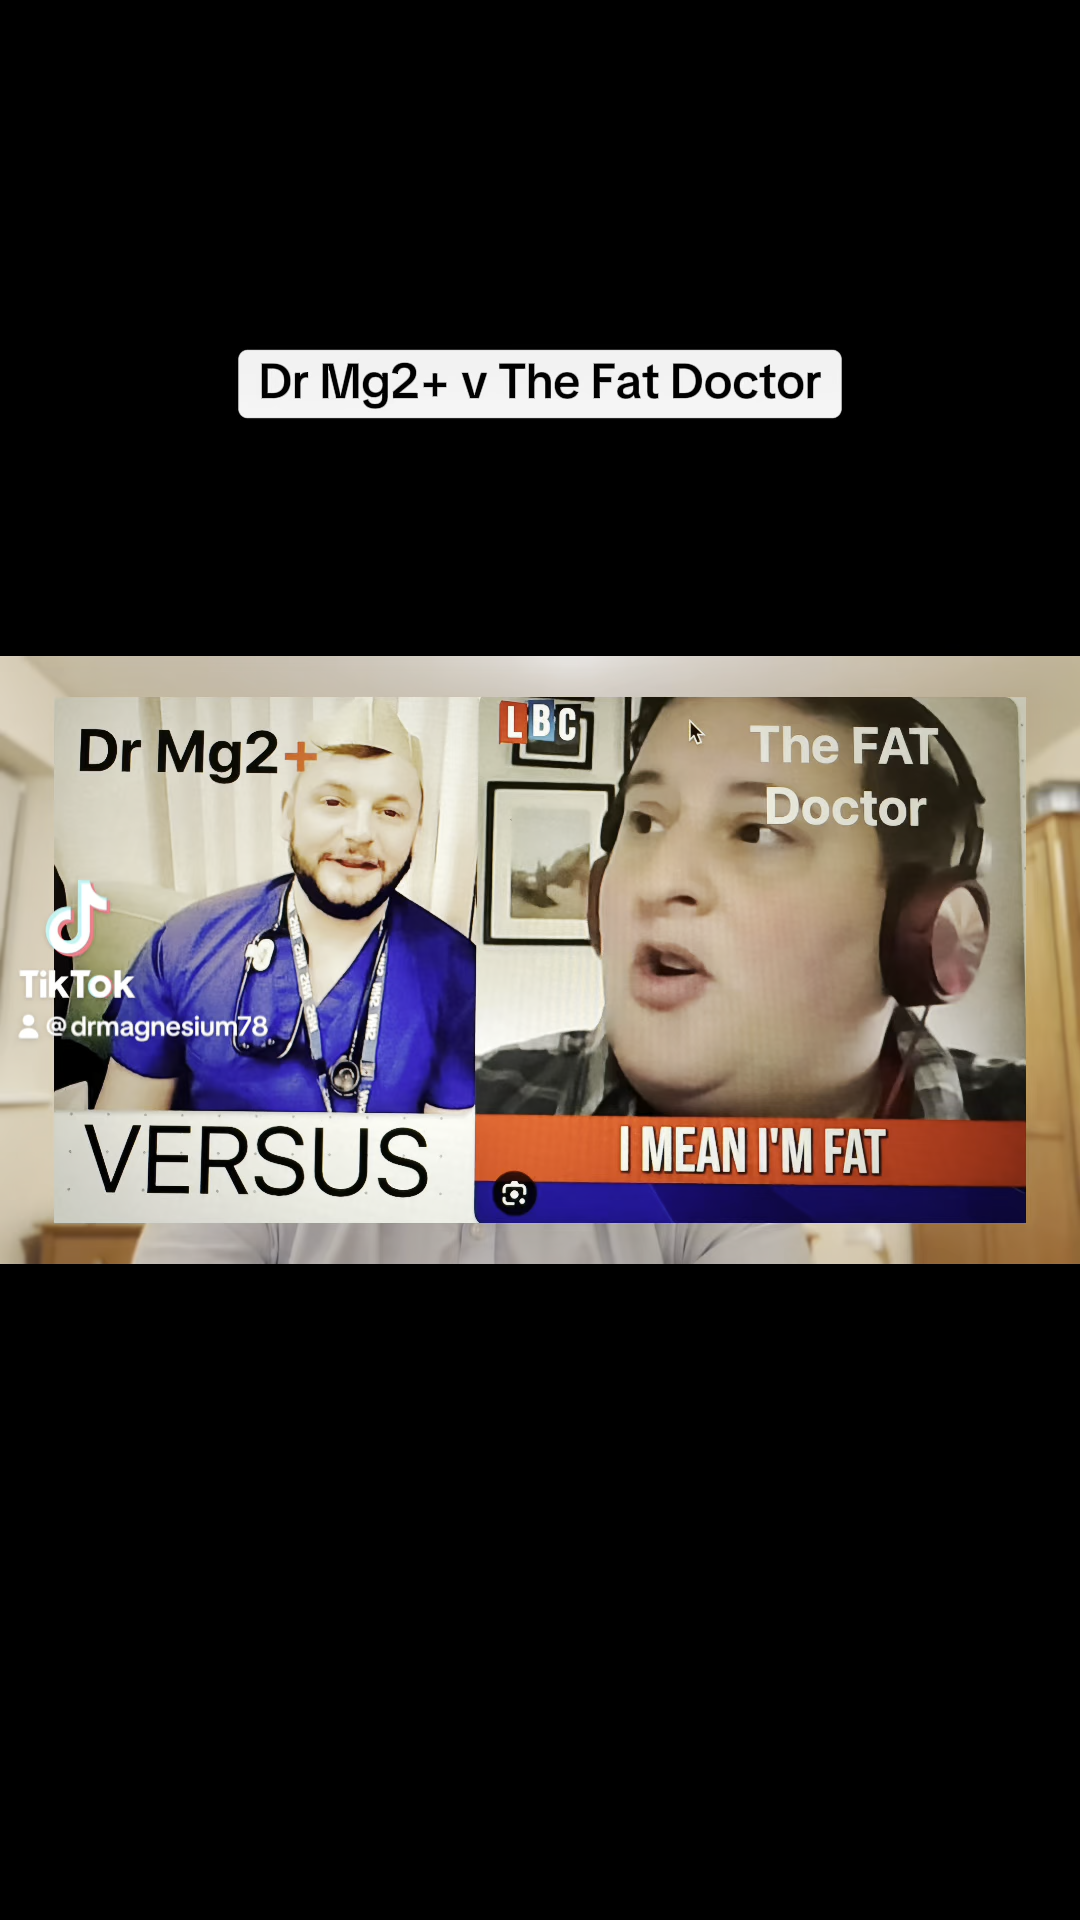 Dr Mg2+ v The Fat Doctor
Dr Mg2+
LBC
The FAT
Doctor
TikTok
@drmagnesium78
VERSUS
I MEAN I'M FAT